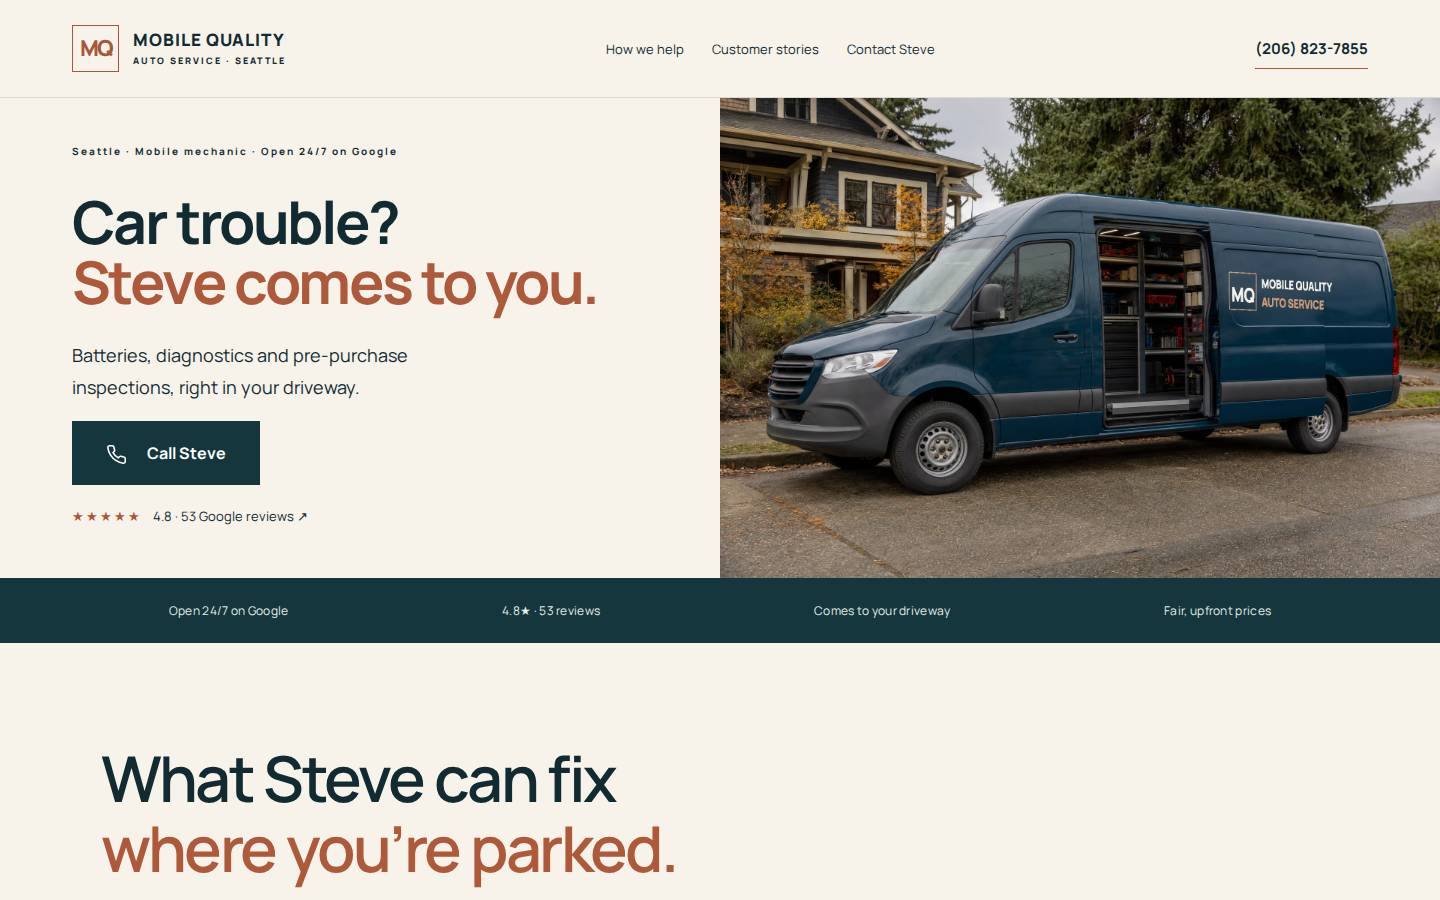 MQ
MOBILE QUALITY
AUTO SERVICE · SEATTLE
How we help
Customer stories
Contact Steve
(206) 823-7855
Seattle · Mobile mechanic · Open 24/7 on Google
Car trouble?
Steve comes to you.
Batteries, diagnostics and pre-purchase
inspections, right in your driveway.
Call Steve
★★★★★ 4.8 · 53 Google reviews ↗
MQ
MOBILE QUALITY
AUTO SERVICE
Open 24/7 on Google
4.8★ · 53 reviews
Comes to your driveway
Fair, upfront prices
What Steve can fix
where you’re parked.